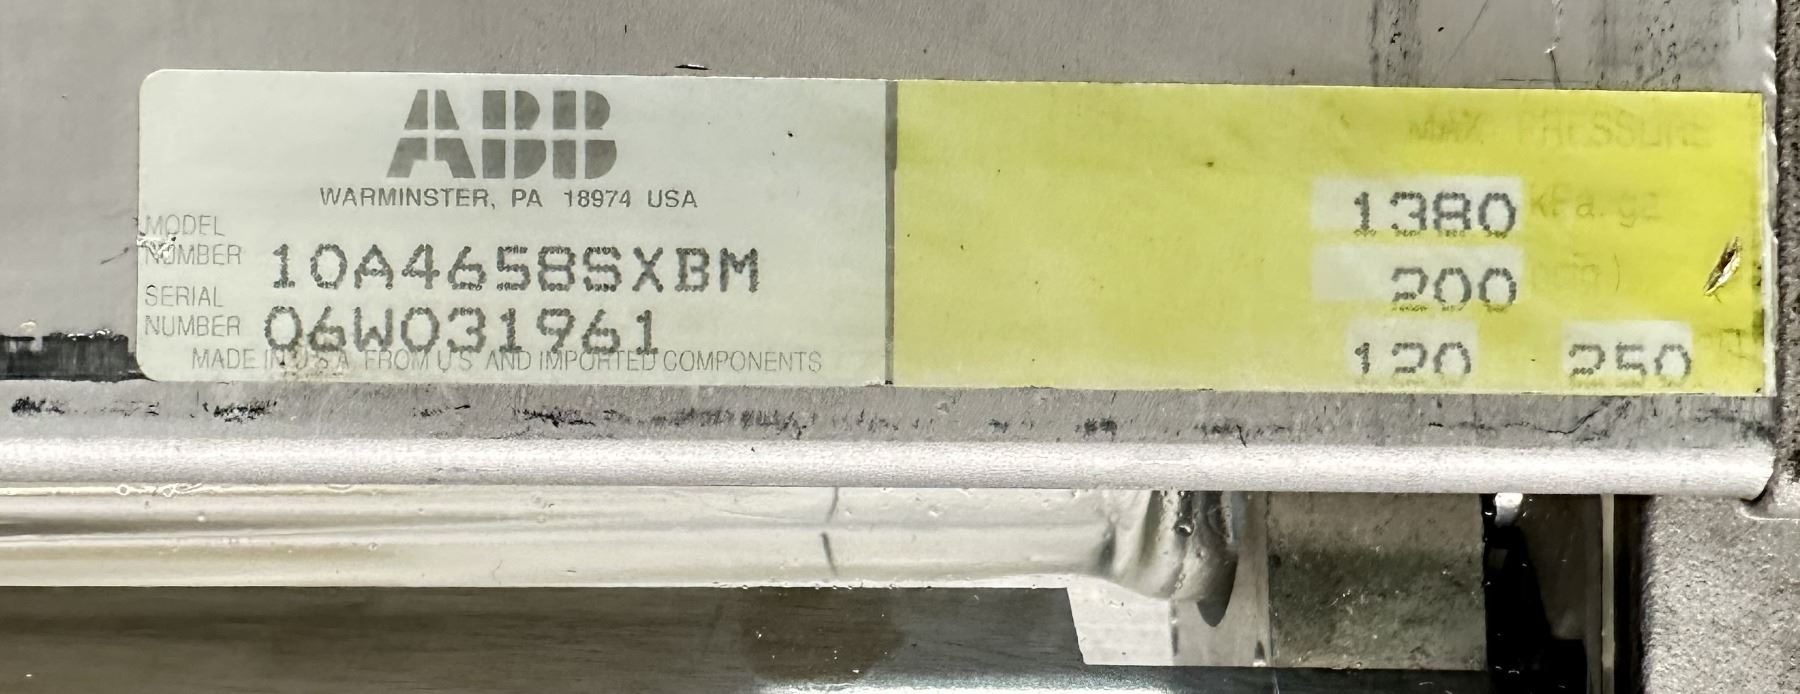 ABB
WARMINSTER, PA 18974 USA
MODEL
NUMBER 10A4658SXBM
SERIAL
NUMBER 06W031961
MADE IN U S A FROM U S AND IMPORTED COMPONENTS
MAX PRESSURE
1380 kPa. ga
200
120 250